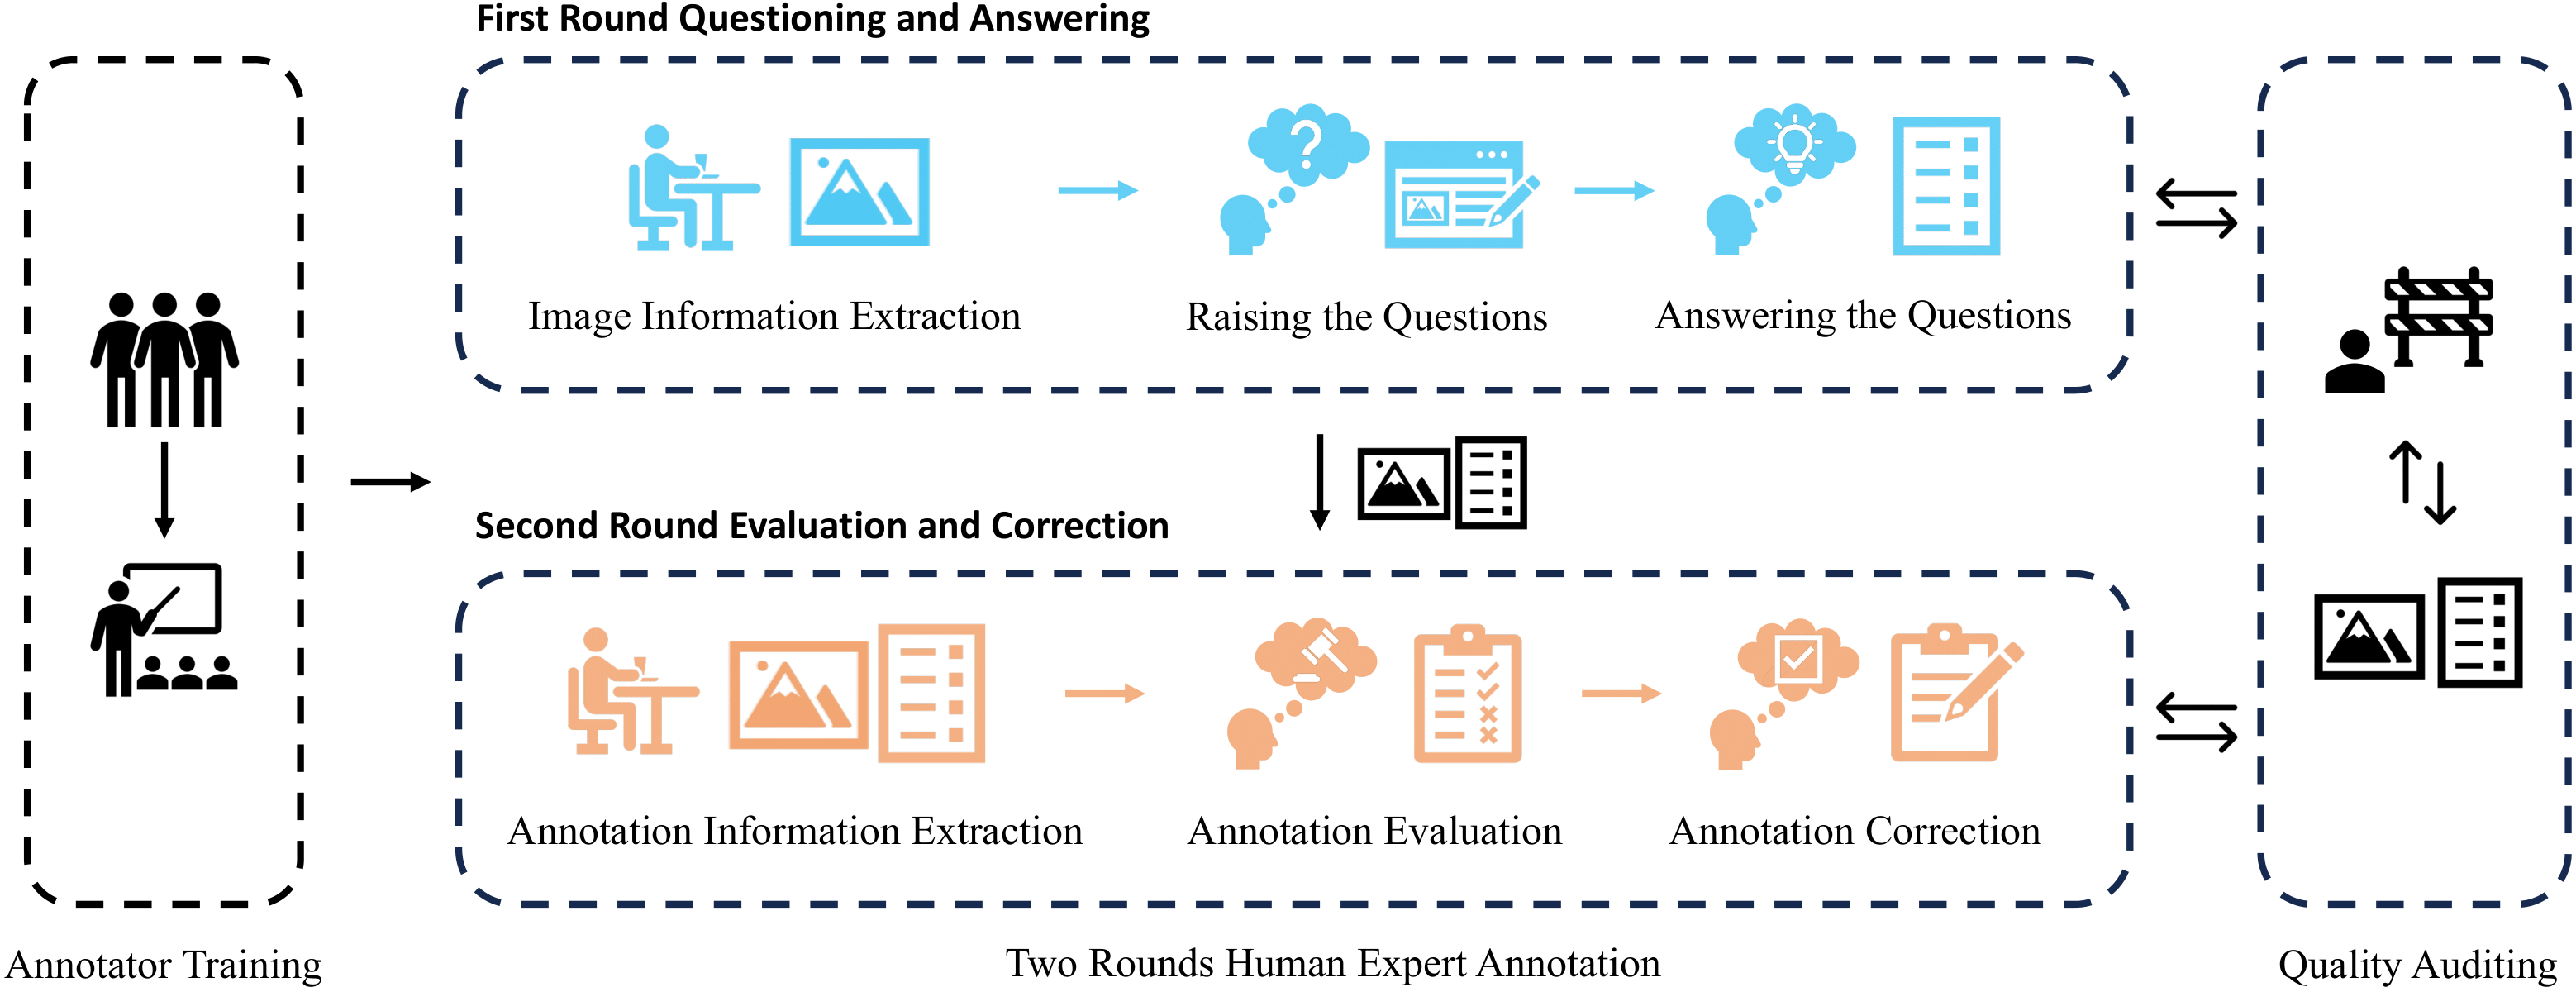 First Round Questioning and Answering
Image Information Extraction
Raising the Questions
Answering the Questions
Second Round Evaluation and Correction
Annotation Information Extraction
Annotation Evaluation
Annotation Correction
Annotator Training
Two Rounds Human Expert Annotation
Quality Auditing